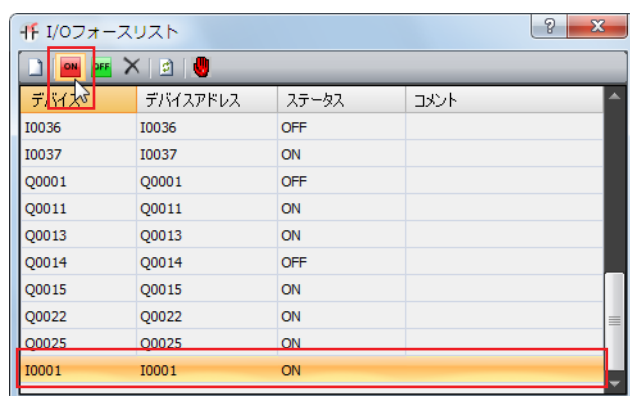 I/Oフォースリスト ? X
ON OFF
デバイス デバイスアドレス ステータス コメント
I0036 I0036 OFF
I0037 I0037 ON
Q0001 Q0001 OFF
Q0011 Q0011 ON
Q0013 Q0013 ON
Q0014 Q0014 OFF
Q0015 Q0015 ON
Q0022 Q0022 ON
Q0025 Q0025 ON
I0001 I0001 ON